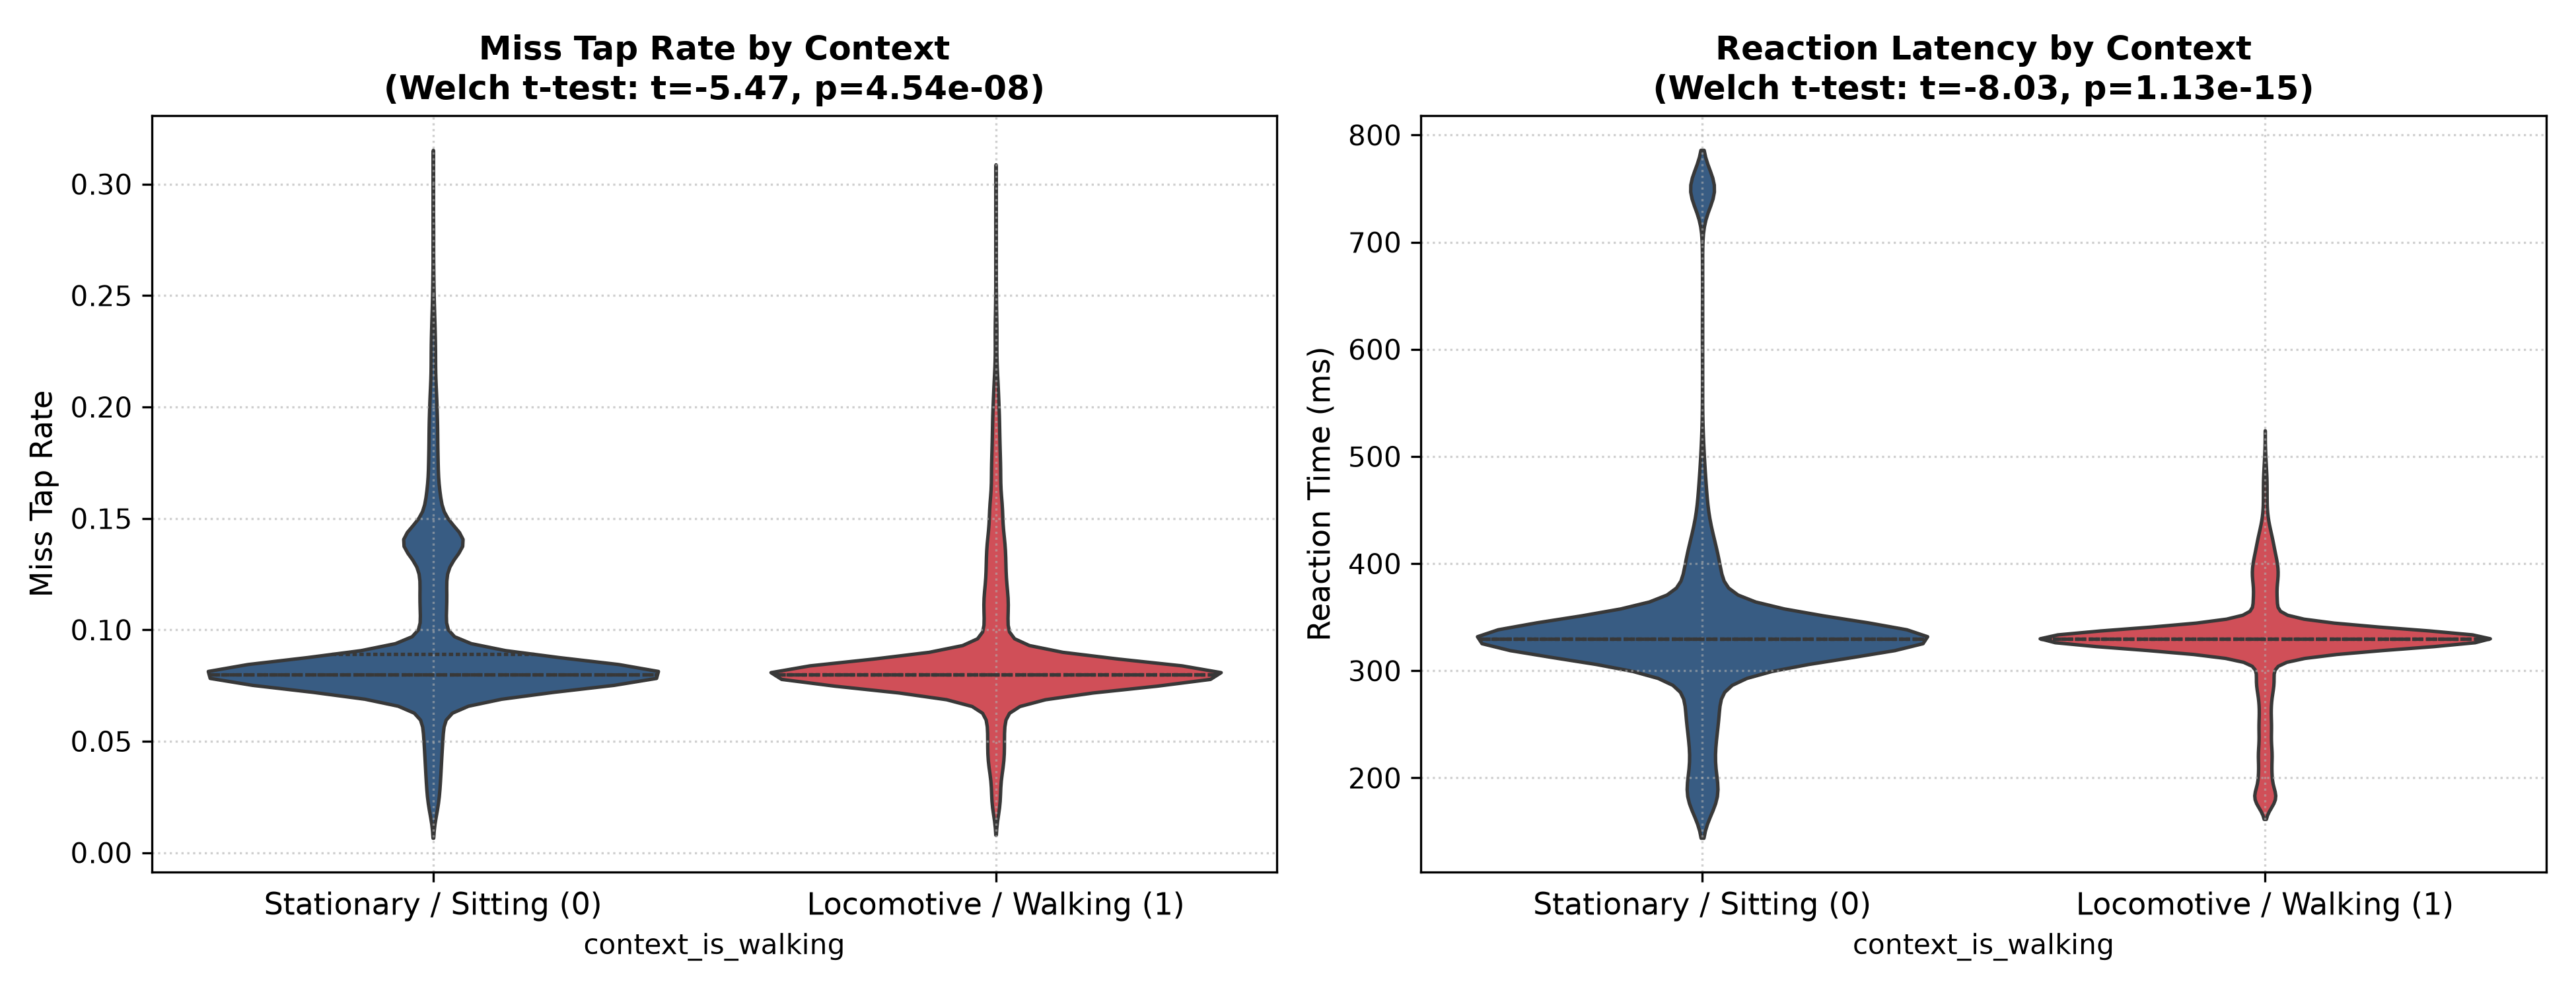 Miss Tap Rate by Context
(Welch t-test: t=-5.47, p=4.54e-08)
Miss Tap Rate
0.30
0.25
0.20
0.15
0.10
0.05
0.00
Stationary / Sitting (0)
Locomotive / Walking (1)
context_is_walking
Reaction Latency by Context
(Welch t-test: t=-8.03, p=1.13e-15)
Reaction Time (ms)
800
700
600
500
400
300
200
Stationary / Sitting (0)
Locomotive / Walking (1)
context_is_walking